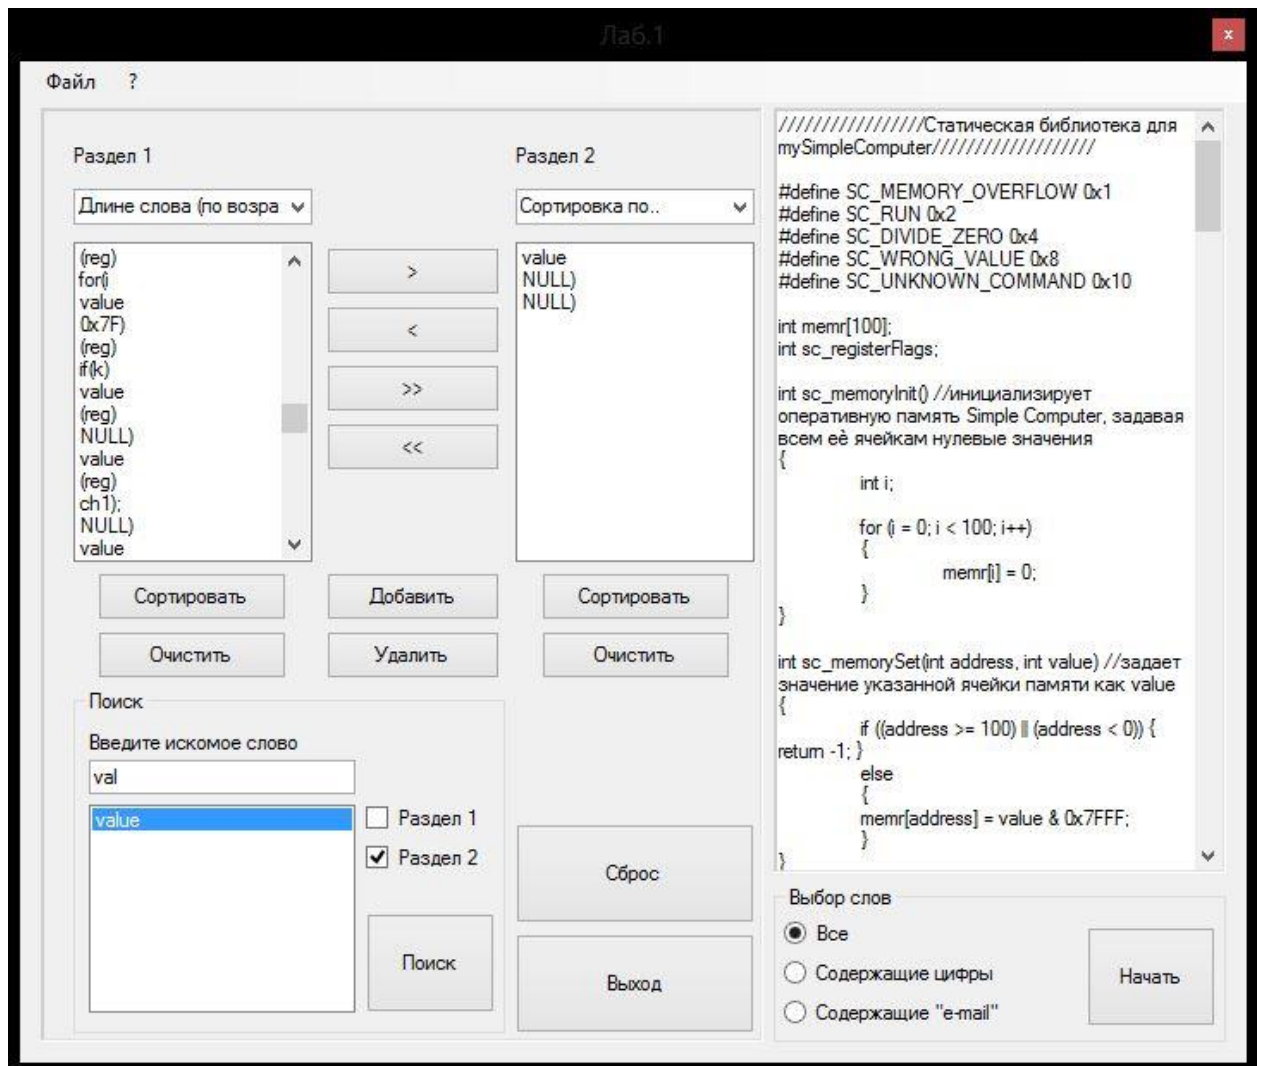 Лаб.1
x
Файл ?
Раздел 1
Длине слова (по возра
(reg)
for(i
value
0x7F)
(reg)
if(k)
value
(reg)
NULL)
value
(reg)
ch1);
NULL)
value
Сортировать
Очистить
>
<
>>
<<
Добавить
Удалить
Раздел 2
Сортировка по..
value
NULL)
NULL)
Сортировать
Очистить
Поиск
Введите искомое слово
val
value
Раздел 1
Раздел 2
Поиск
Сброс
Выход
/////////////////Статическая библиотека для
mySimpleComputer///////////////////
#define SC_MEMORY_OVERFLOW 0x1
#define SC_RUN 0x2
#define SC_DIVIDE_ZERO 0x4
#define SC_WRONG_VALUE 0x8
#define SC_UNKNOWN_COMMAND 0x10
int memr[100];
int sc_registerFlags;
int sc_memoryInit() //инициализирует
оперативную память Simple Computer, задавая
всем её ячейкам нулевые значения
{
int i;
for (i = 0; i < 100; i++)
{
memr[i] = 0;
}
}
int sc_memorySet(int address, int value) //задает
значение указанной ячейки памяти как value
{
if ((address >= 100) || (address < 0)) {
return -1; }
else
{
memr[address] = value & 0x7FFF;
}
}
Выбор слов
Все
Содержащие цифры
Содержащие "e-mail"
Начать